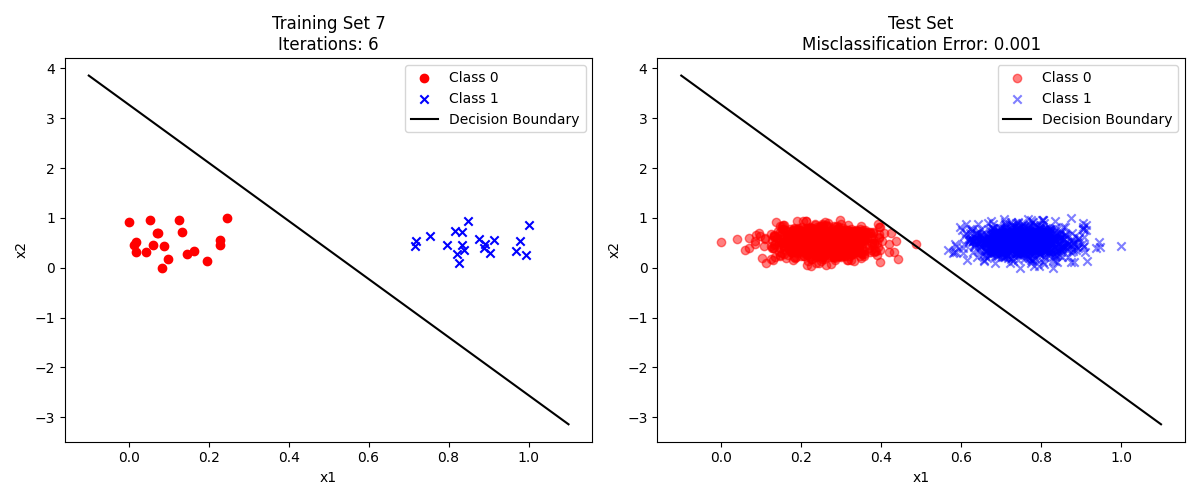 Training Set 7
Iterations: 6
Class 0
Class 1
Decision Boundary
4
3
2
1
0
−1
−2
−3
x2
0.0 0.2 0.4 0.6 0.8 1.0
x1
Test Set
Misclassification Error: 0.001
Class 0
Class 1
Decision Boundary
4
3
2
1
0
−1
−2
−3
x2
0.0 0.2 0.4 0.6 0.8 1.0
x1